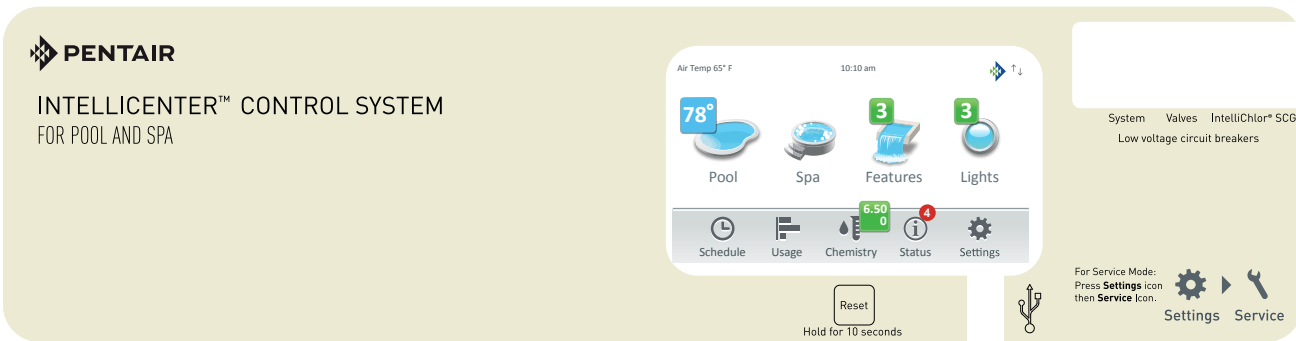 PENTAIR
INTELLICENTER™ CONTROL SYSTEM
FOR POOL AND SPA
Air Temp 65° F
10:10 am
78°
3
3
Pool
Spa
Features
Lights
6.50
0
4
Schedule
Usage
Chemistry
Status
Settings
Reset
Hold for 10 seconds
System Valves IntelliChlor® SCG
Low voltage circuit breakers
For Service Mode:
Press Settings icon
then Service Icon.
Settings
Service